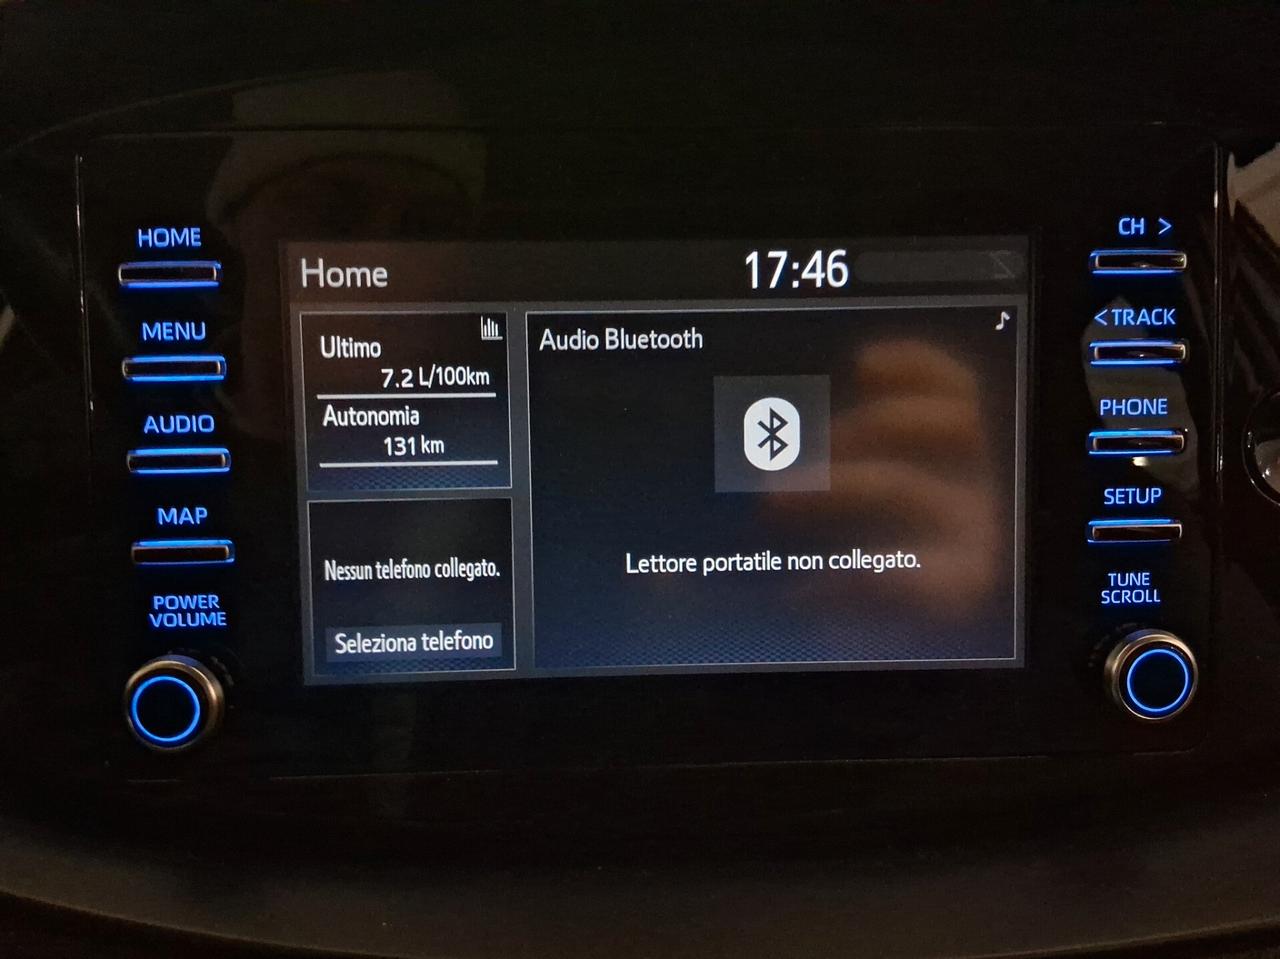 HOME
MENU
AUDIO
MAP
POWER
VOLUME
Home
17:46
Ultimo
7.2 L/100km
Autonomia
131 km
Nessun telefono collegato.
Seleziona telefono
Audio Bluetooth
Lettore portatile non collegato.
CH >
< TRACK
PHONE
SETUP
TUNE
SCROLL